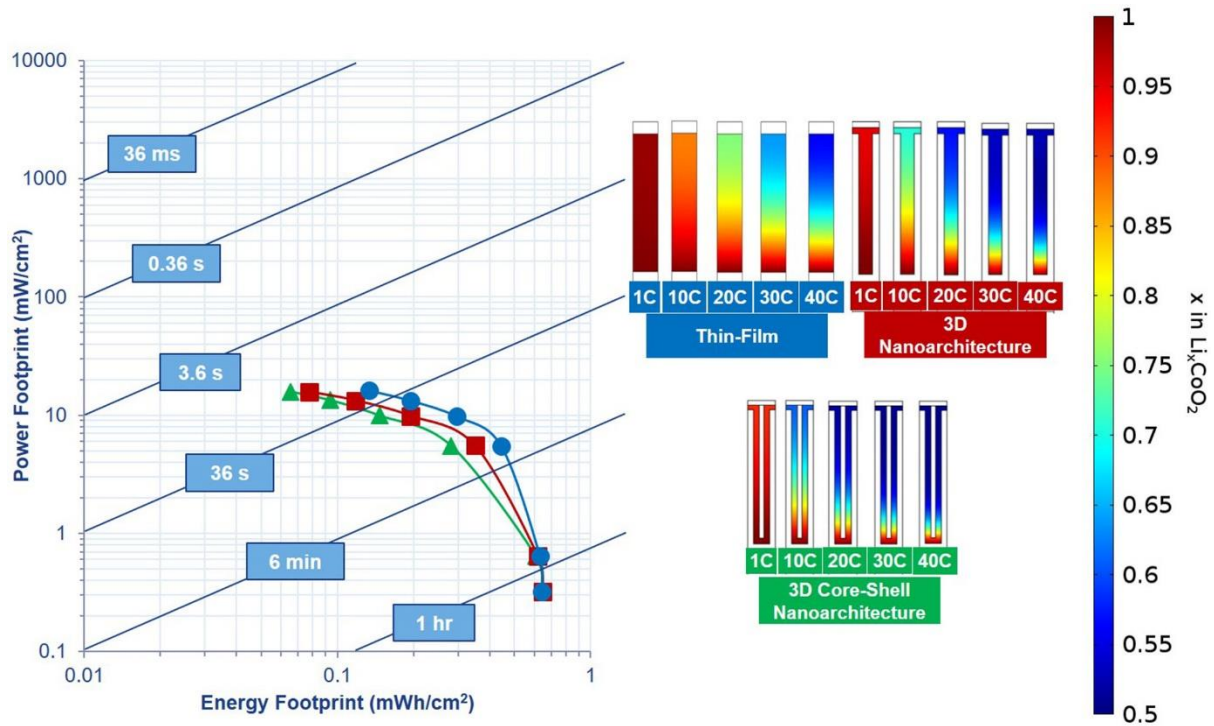 10000
1000
100
10
1
0.1
Power Footprint (mW/cm²)
36 ms
0.36 s
3.6 s
36 s
6 min
1 hr
0.01
0.1
1
Energy Footprint (mWh/cm²)
1C 10C 20C 30C 40C
Thin-Film
1C 10C 20C 30C 40C
3D
Nanoarchitecture
1C 10C 20C 30C 40C
3D Core-Shell
Nanoarchitecture
1
0.95
0.9
0.85
0.8
0.75
0.7
0.65
0.6
0.55
0.5
x in LiₓCoO₂